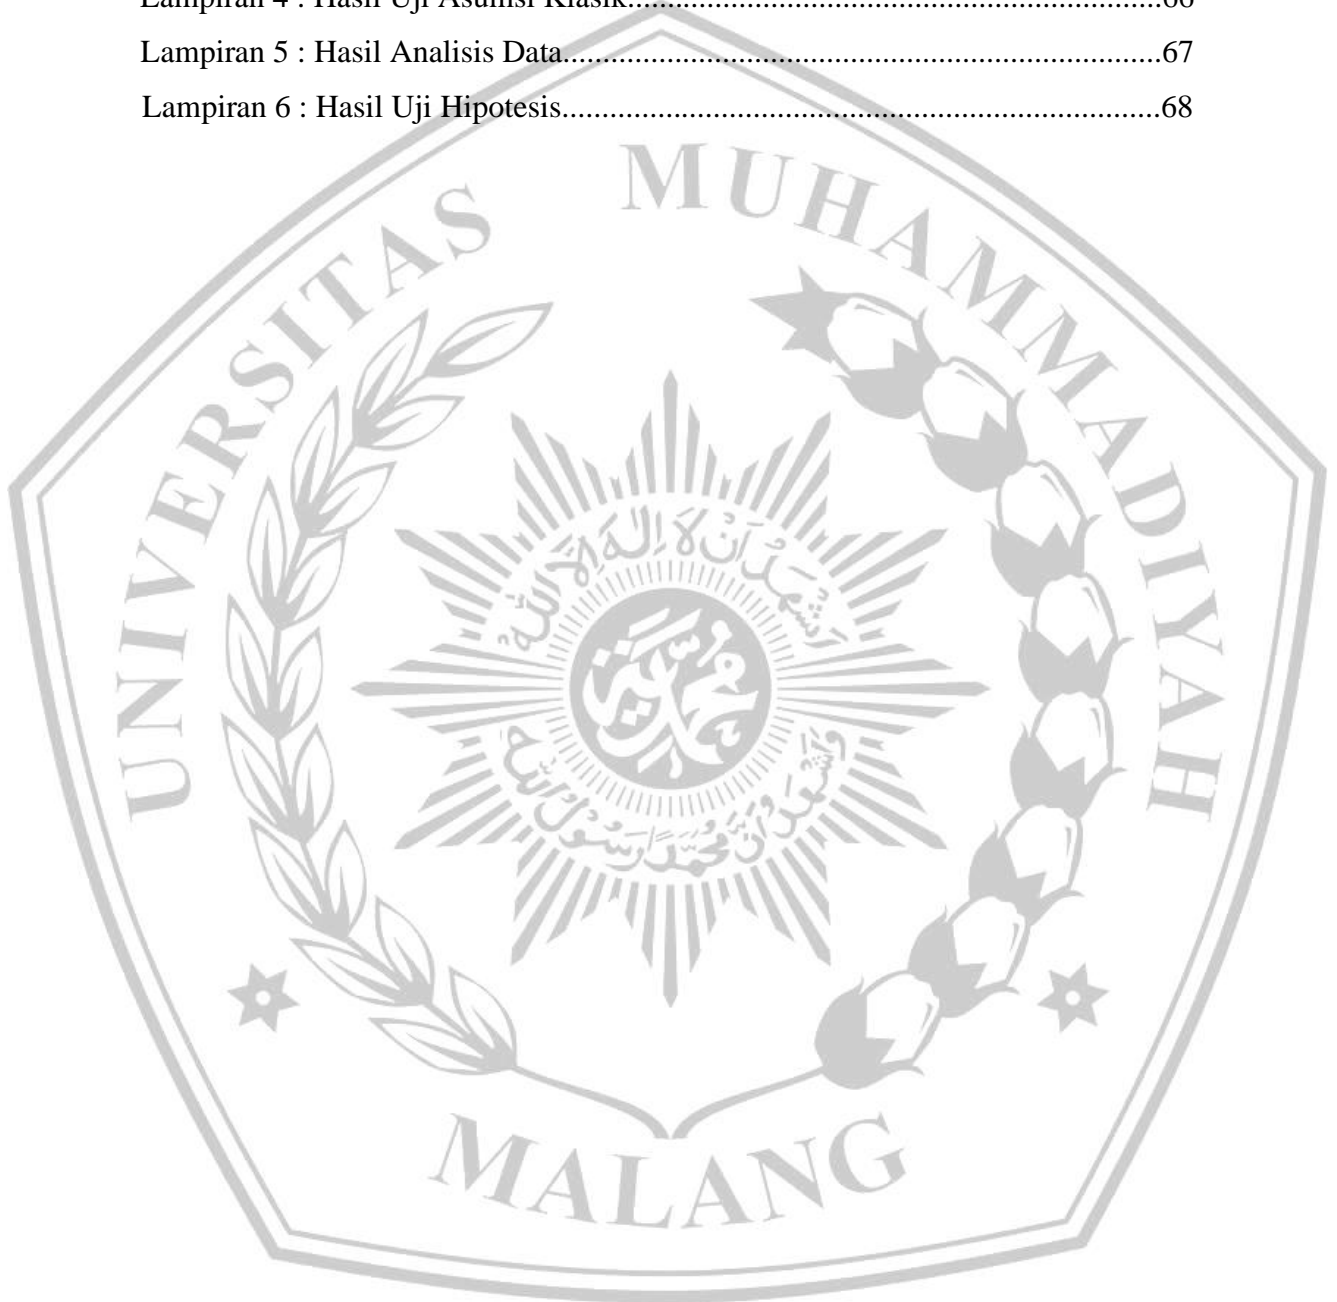 Lampiran 4 : Hasil Uji Asumsi Klasik....................................................................66
Lampiran 5 : Hasil Analisis Data...........................................................................67
Lampiran 6 : Hasil Uji Hipotesis...........................................................................68
UNIVERSITAS MUHAMMADIYAH
MALANG